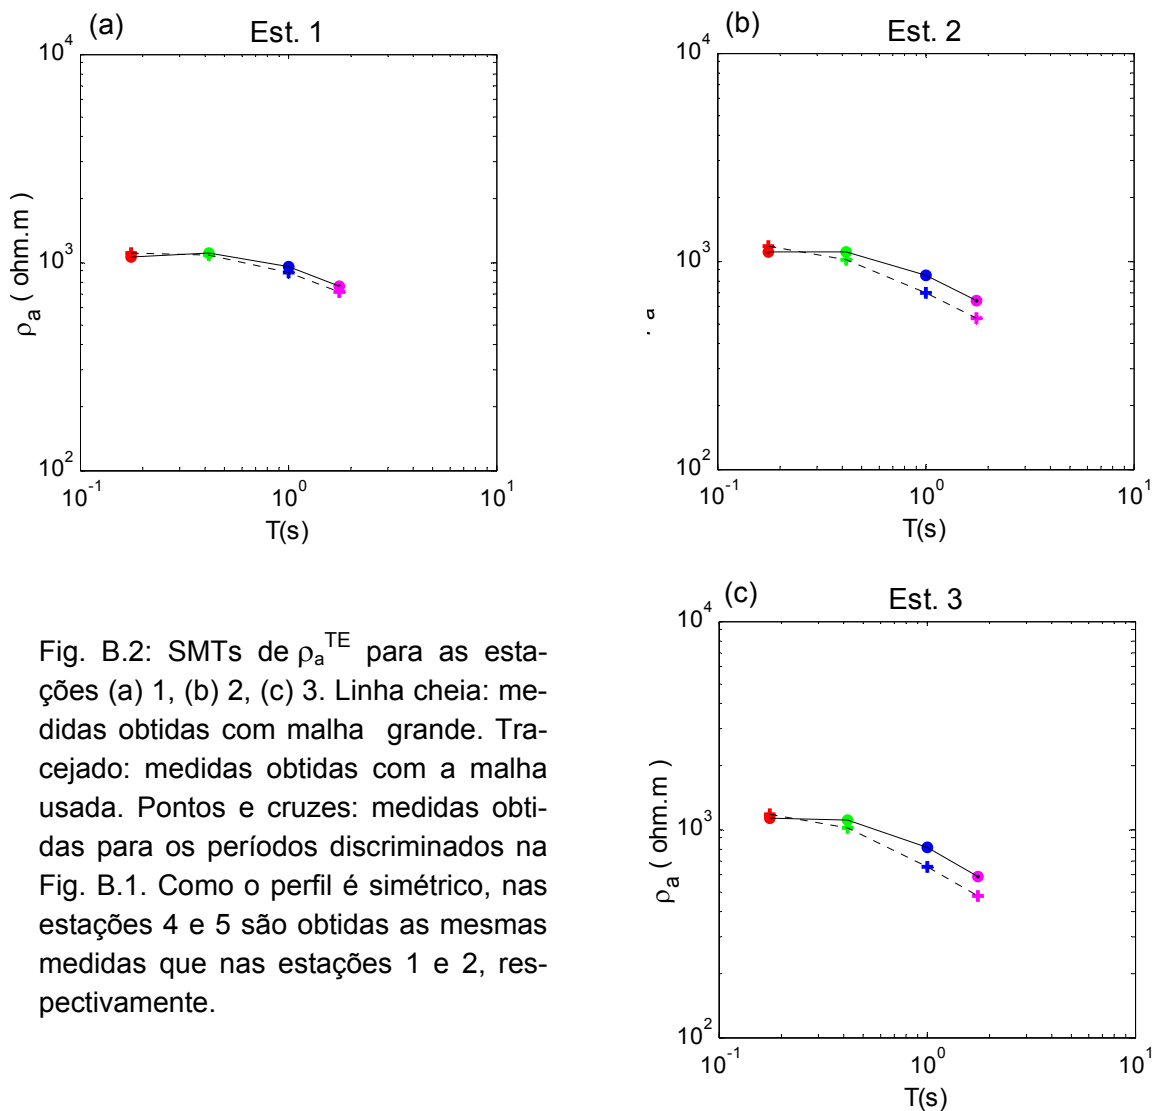 (a)
Est. 1
10^4
10^3
10^2
ρ_a ( ohm.m )
10^-1
10^0
10^1
T(s)
(b)
Est. 2
10^4
10^3
10^2
10^-1
10^0
10^1
T(s)
Fig. B.2: SMTs de ρ_a^TE para as esta-
ções (a) 1, (b) 2, (c) 3. Linha cheia: me-
didas obtidas com malha grande. Tra-
cejado: medidas obtidas com a malha
usada. Pontos e cruzes: medidas obti-
das para os períodos discriminados na
Fig. B.1. Como o perfil é simétrico, nas
estações 4 e 5 são obtidas as mesmas
medidas que nas estações 1 e 2, res-
pectivamente.
(c)
Est. 3
10^4
10^3
10^2
ρ_a ( ohm.m )
10^-1
10^0
10^1
T(s)